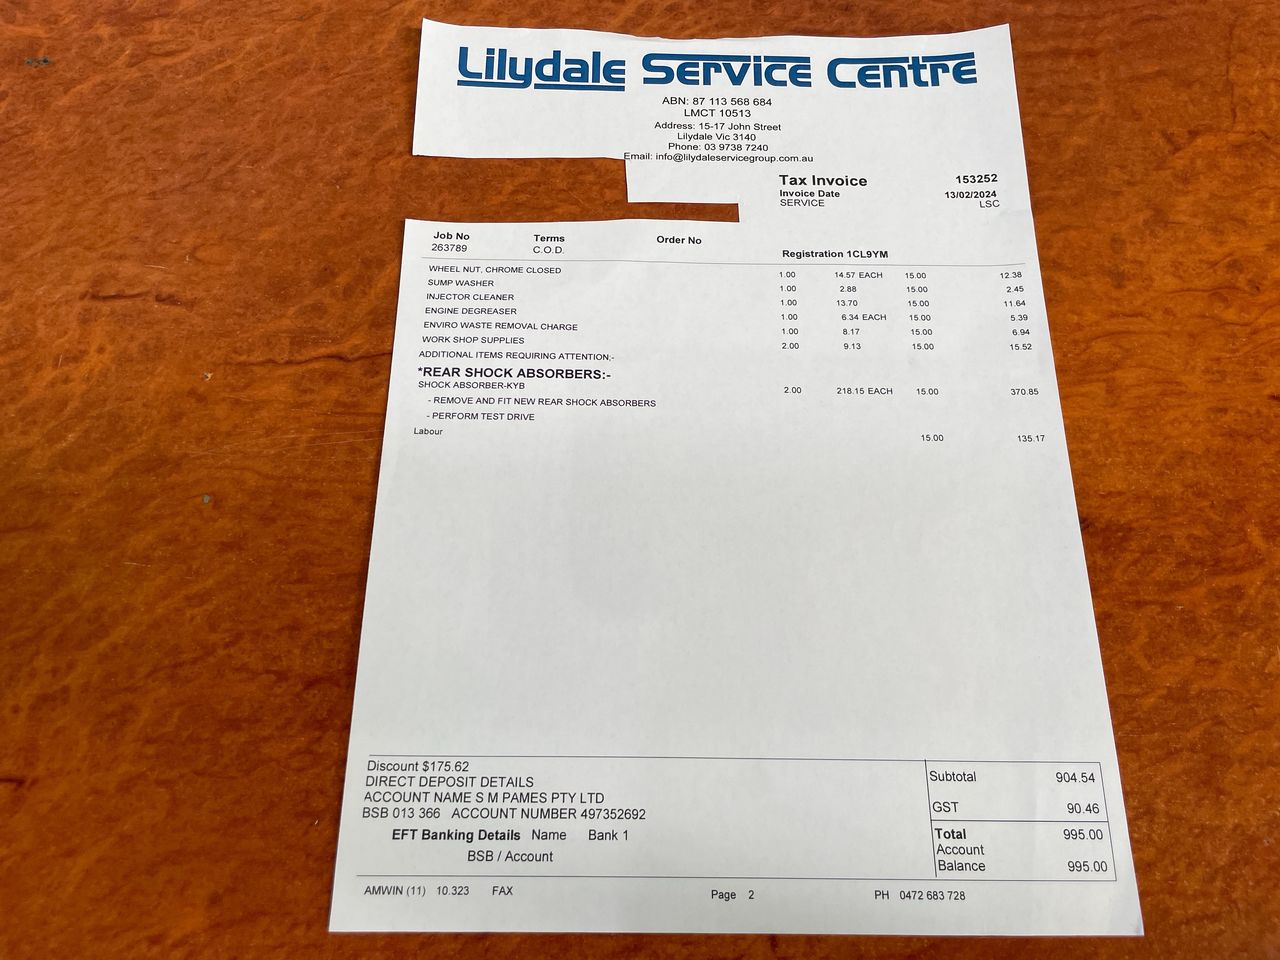 Lilydale Service Centre
ABN: 87 113 568 684
LMCT 10513
Address: 15-17 John Street
Lilydale Vic 3140
Phone: 03 9738 7240
Email: info@lilydaleservicegroup.com.au
Tax Invoice 153252
Invoice Date 13/02/2024
SERVICE LSC
Job No Terms Order No
263789 C.O.D. Registration 1CL9YM
WHEEL NUT, CHROME CLOSED 1.00 14.57 EACH 15.00 12.38
SUMP WASHER 1.00 2.88 15.00 2.45
INJECTOR CLEANER 1.00 13.70 15.00 11.64
ENGINE DEGREASER 1.00 6.34 EACH 15.00 5.39
ENVIRO WASTE REMOVAL CHARGE 1.00 8.17 15.00 6.94
WORK SHOP SUPPLIES 2.00 9.13 15.00 15.52
ADDITIONAL ITEMS REQUIRING ATTENTION;-
*REAR SHOCK ABSORBERS:-
SHOCK ABSORBER-KYB 2.00 218.15 EACH 15.00 370.85
- REMOVE AND FIT NEW REAR SHOCK ABSORBERS
- PERFORM TEST DRIVE
Labour 15.00 135.17
Discount $175.62
DIRECT DEPOSIT DETAILS
ACCOUNT NAME S M PAMES PTY LTD
BSB 013 366 ACCOUNT NUMBER 497352692
EFT Banking Details Name Bank 1
BSB / Account
Subtotal 904.54
GST 90.46
Total 995.00
Account
Balance 995.00
AMWIN (11) 10.323 FAX Page 2 PH 0472 683 728